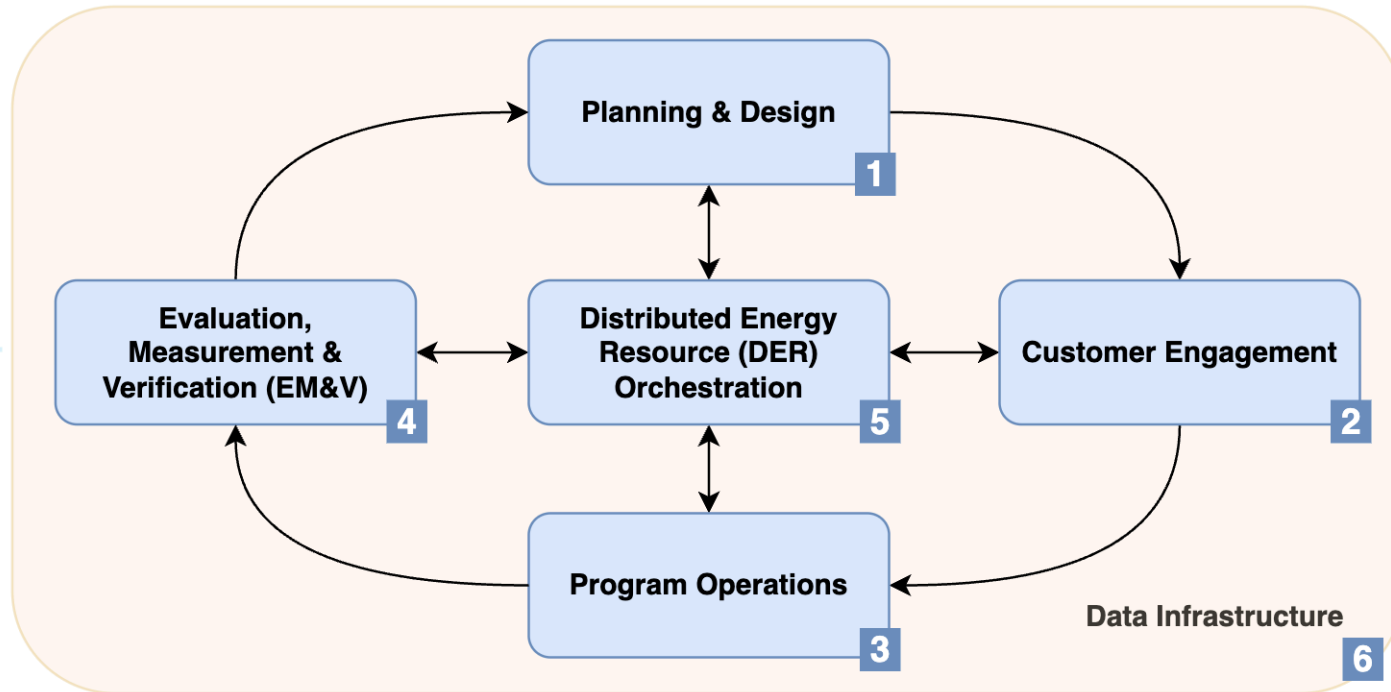 Planning & Design
1
Evaluation,
Measurement &
Verification (EM&V)
4
Distributed Energy
Resource (DER)
Orchestration
5
Customer Engagement
2
Program Operations
3
Data Infrastructure
6